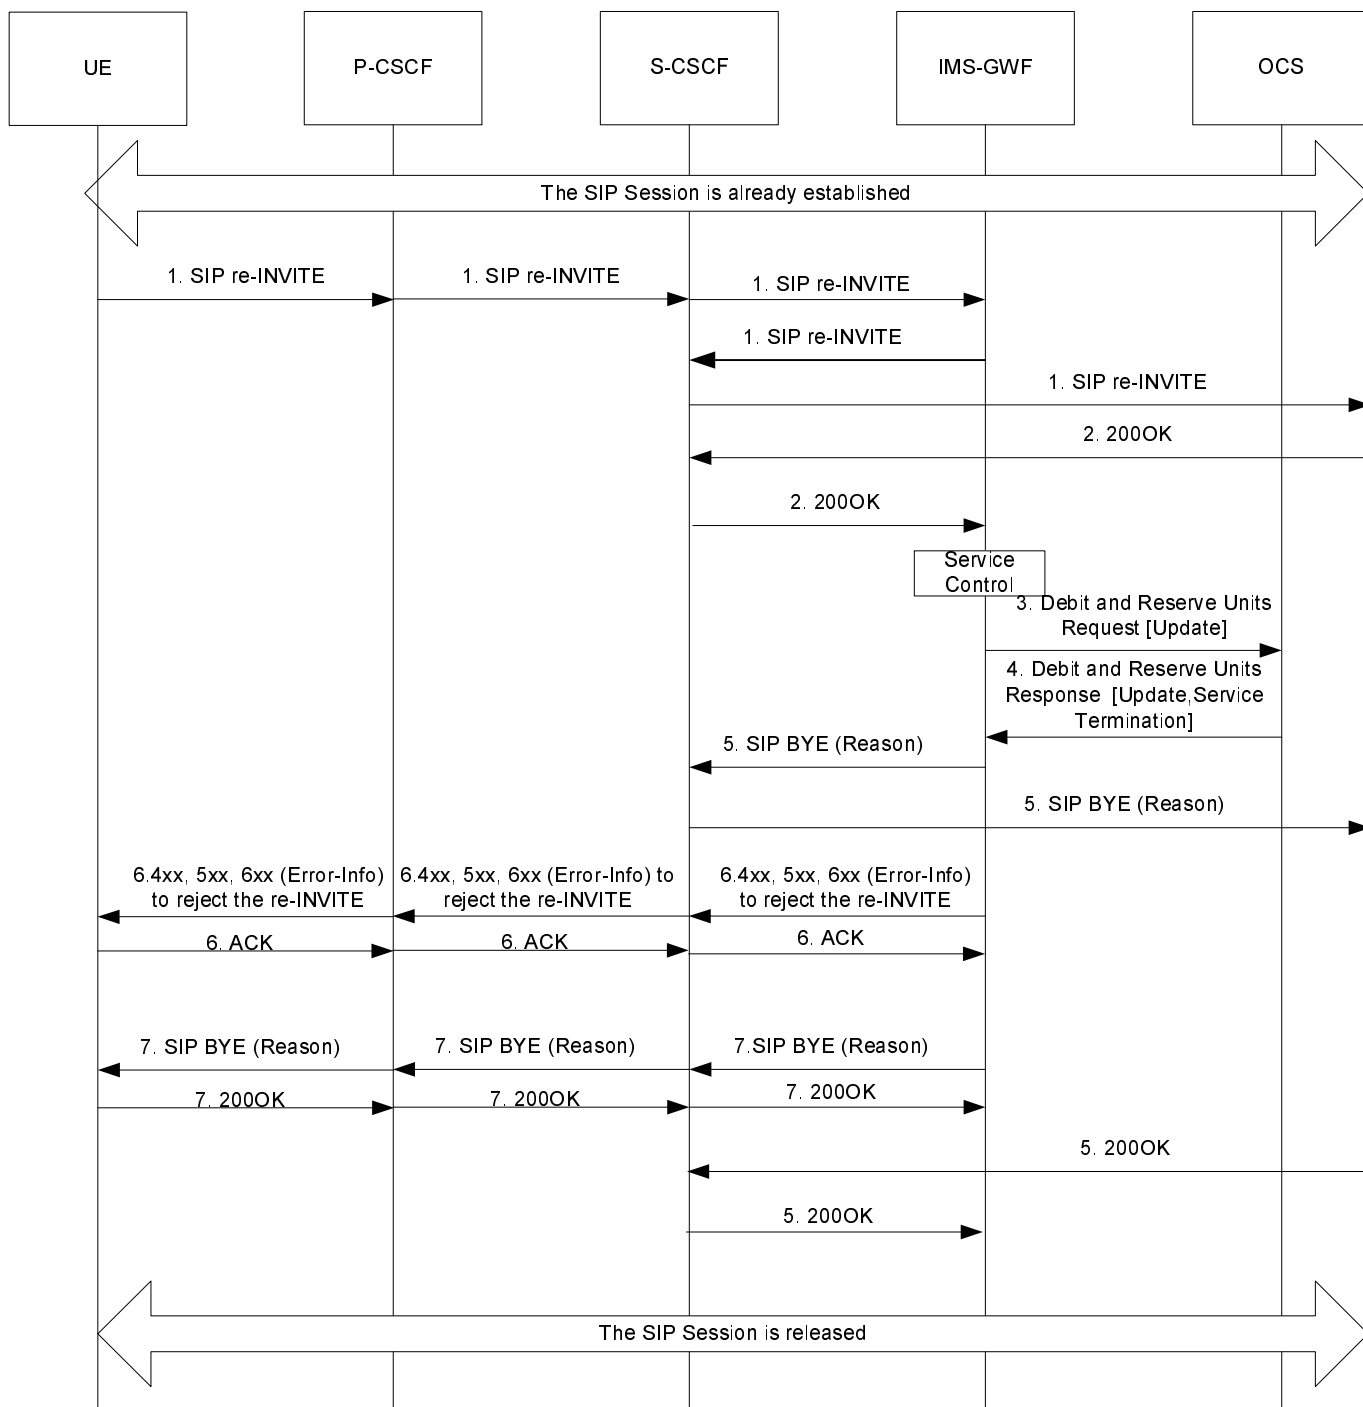 UE
P-CSCF
S-CSCF
IMS-GWF
OCS
The SIP Session is already established
1. SIP re-INVITE
1. SIP re-INVITE
1. SIP re-INVITE
1. SIP re-INVITE
1. SIP re-INVITE
2. 200OK
2. 200OK
Service
Control
3. Debit and Reserve Units
Request [Update]
4. Debit and Reserve Units
Response [Update,Service
Termination]
5. SIP BYE (Reason)
5. SIP BYE (Reason)
6.4xx, 5xx, 6xx (Error-Info)
to reject the re-INVITE
6.4xx, 5xx, 6xx (Error-Info) to
reject the re-INVITE
6.4xx, 5xx, 6xx (Error-Info)
to reject the re-INVITE
6. ACK
6. ACK
6. ACK
7. SIP BYE (Reason)
7. SIP BYE (Reason)
7.SIP BYE (Reason)
7. 200OK
7. 200OK
7. 200OK
5. 200OK
5. 200OK
The SIP Session is released